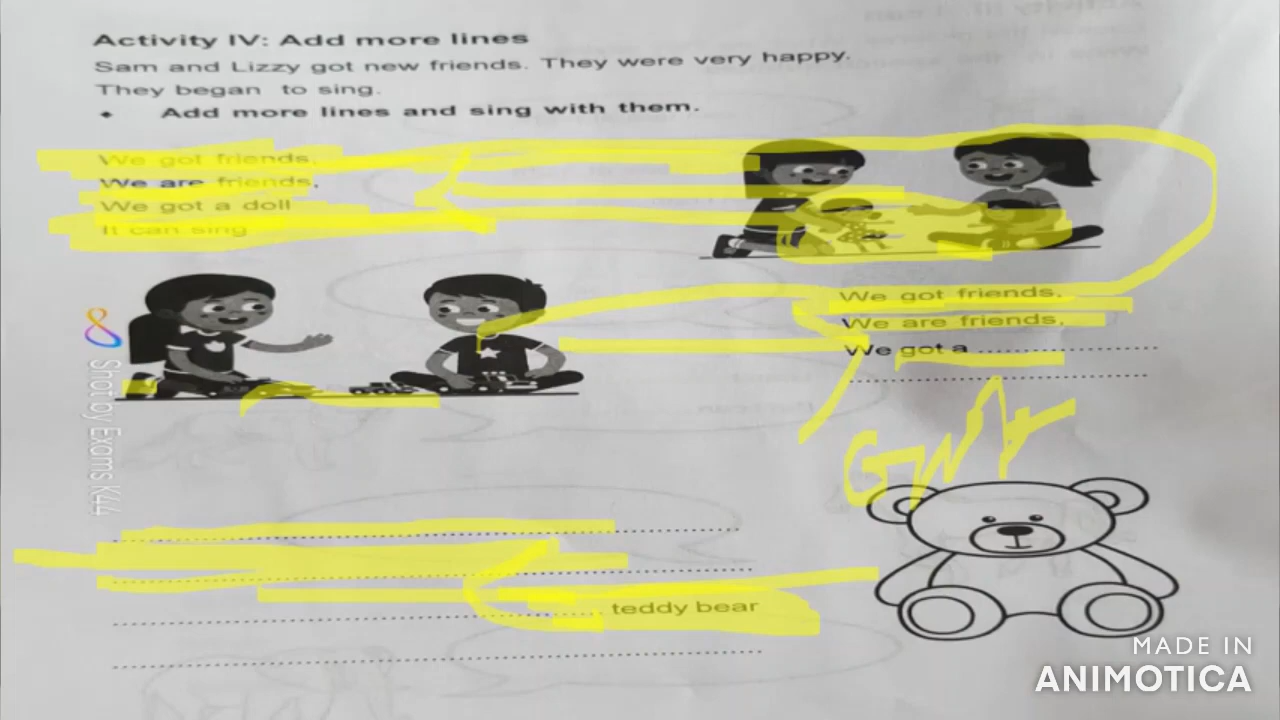 Activity IV: Add more lines
Sam and Lizzy got new friends. They were very happy.
They began to sing.
• Add more lines and sing with them.
We got friends,
We are friends,
We got a doll
It can sing
We got friends,
We are friends,
We got a ..............................
..............................................
..............................................
..............................................
.............................................. teddy bear
..............................................
Shot by Exams K44
MADE IN
ANIMOTICA